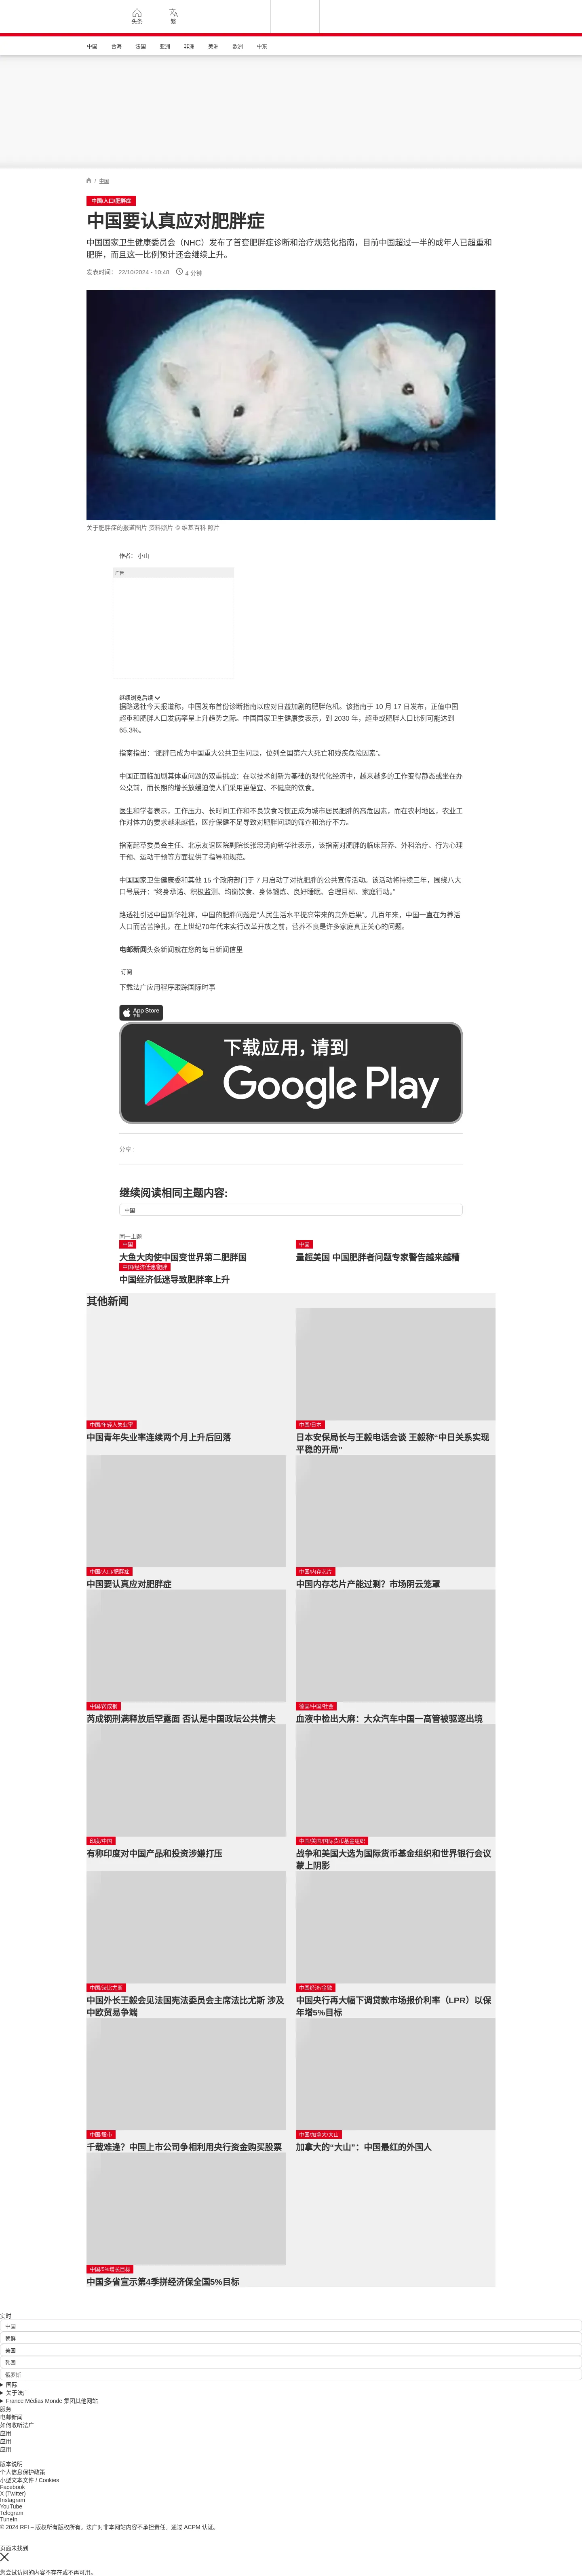 头条
繁
中国 台海 法国 亚洲 非洲 美洲 欧洲 中东
/ 中国
中国/人口/肥胖症
中国要认真应对肥胖症
中国国家卫生健康委员会（NHC）发布了首套肥胖症诊断和治疗规范化指南，目前中国超过一半的成年人已超重和
肥胖，而且这一比例预计还会继续上升。
发表时间： 22/10/2024 - 10:48 4 分钟
关于肥胖症的报道图片 资料照片 © 维基百科 照片
作者： 小山
广告
继续浏览后续
据路透社今天报道称，中国发布首份诊断指南以应对日益加剧的肥胖危机。该指南于 10 月 17 日发布，正值中国
超重和肥胖人口发病率呈上升趋势之际。中国国家卫生健康委表示，到 2030 年，超重或肥胖人口比例可能达到
65.3%。
指南指出：“肥胖已成为中国重大公共卫生问题，位列全国第六大死亡和残疾危险因素”。
中国正面临加剧其体重问题的双重挑战：在以技术创新为基础的现代化经济中，越来越多的工作变得静态或坐在办
公桌前，而长期的增长放缓迫使人们采用更便宜、不健康的饮食。
医生和学者表示，工作压力、长时间工作和不良饮食习惯正成为城市居民肥胖的高危因素，而在农村地区，农业工
作对体力的要求越来越低，医疗保健不足导致对肥胖问题的筛查和治疗不力。
指南起草委员会主任、北京友谊医院副院长张忠涛向新华社表示，该指南对肥胖的临床营养、外科治疗、行为心理
干预、运动干预等方面提供了指导和规范。
中国国家卫生健康委和其他 15 个政府部门于 7 月启动了对抗肥胖的公共宣传活动。该活动将持续三年，围绕八大
口号展开：“终身承诺、积极监测、均衡饮食、身体锻炼、良好睡眠、合理目标、家庭行动。”
路透社引述中国新华社称，中国的肥胖问题是“人民生活水平提高带来的意外后果”。几百年来，中国一直在为养活
人口而苦苦挣扎，在上世纪70年代末实行改革开放之前，营养不良是许多家庭真正关心的问题。
电邮新闻头条新闻就在您的每日新闻信里
订阅
下载法广应用程序跟踪国际时事
App Store
下载
下载应用，请到
Google Play
分享 :
继续阅读相同主题内容:
中国
同一主题
中国
大鱼大肉使中国变世界第二肥胖国
中国
量超美国 中国肥胖者问题专家警告越来越糟
中国/经济低迷/肥胖
中国经济低迷导致肥胖率上升
其他新闻
中国/年轻人失业率
中国青年失业率连续两个月上升后回落
中国/日本
日本安保局长与王毅电话会谈 王毅称“中日关系实现
平稳的开局”
中国/人口/肥胖症
中国要认真应对肥胖症
中国/内存芯片
中国内存芯片产能过剩？市场阴云笼罩
中国/芮成钢
芮成钢刑满释放后罕露面 否认是中国政坛公共情夫
德国/中国/社会
血液中检出大麻：大众汽车中国一高管被驱逐出境
印度/中国
有称印度对中国产品和投资涉嫌打压
中国/美国/国际货币基金组织
战争和美国大选为国际货币基金组织和世界银行会议
蒙上阴影
中国/法比尤斯
中国外长王毅会见法国宪法委员会主席法比尤斯 涉及
中欧贸易争端
中国经济/金融
中国央行再大幅下调贷款市场报价利率（LPR）以保
年增5%目标
中国/股市
千载难逢？中国上市公司争相利用央行资金购买股票
中国/加拿大/大山
加拿大的“大山”：中国最红的外国人
中国/5%增长目标
中国多省宣示第4季拼经济保全国5%目标
实时
中国
朝鲜
美国
韩国
俄罗斯
国际
关于法广
France Médias Monde 集团其他网站
服务
电邮新闻
如何收听法广
应用
应用
应用
版本说明
个人信息保护政策
小型文本文件 / Cookies
Facebook
X (Twitter)
Instagram
YouTube
Telegram
TuneIn
© 2024 RFI – 版权所有版权所有。法广对非本网站内容不承担责任。通过 ACPM 认证。
页面未找到
您尝试访问的内容不存在或不再可用。